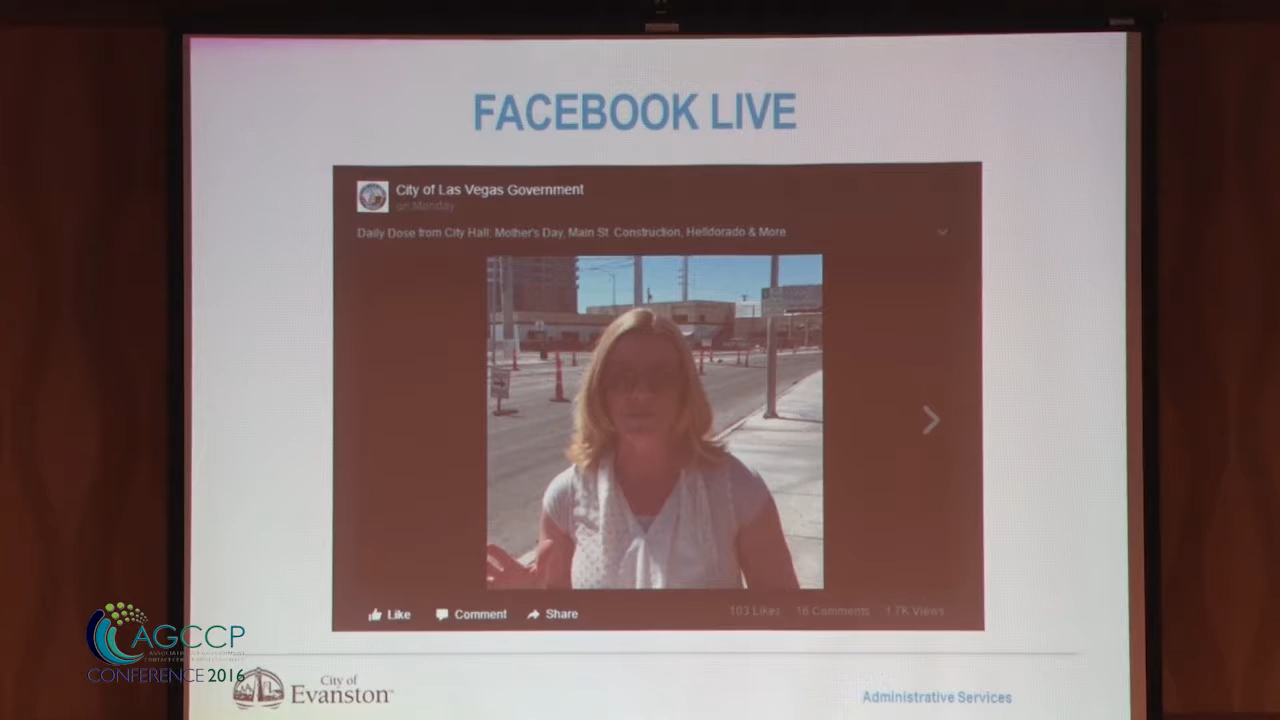 FACEBOOK LIVE
City of Las Vegas Government
on Monday
Daily Dose from City Hall: Mother's Day, Main St. Construction, Helldorado & More
Like Comment Share 103 Likes 16 Comments 1.7K Views
AGCCP
CONFERENCE 2016
City of
Evanston™
Administrative Services